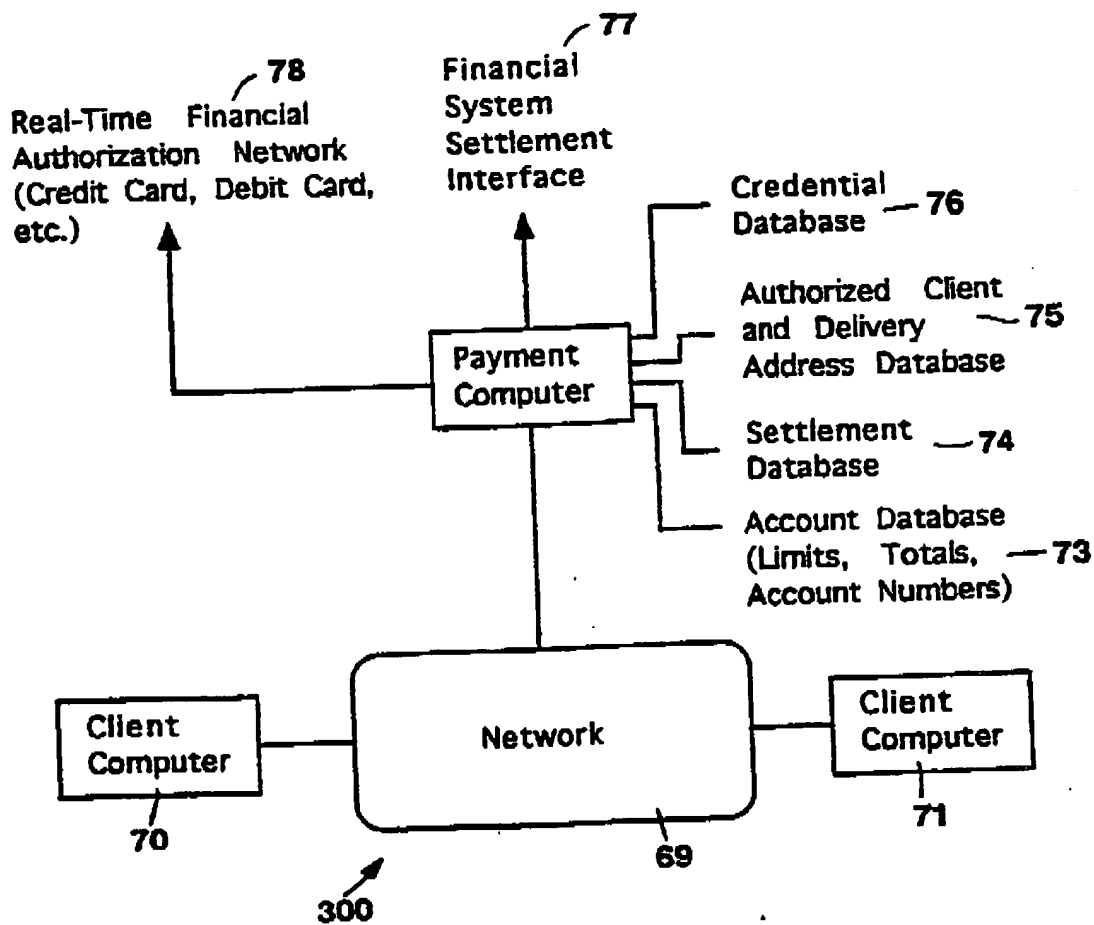 77
78
Financial
System
Settlement
Interface
Real-Time Financial
Authorization Network
(Credit Card, Debit Card,
etc.)
Credential
Database
76
Authorized Client
and Delivery
Address Database
75
Payment
Computer
Settlement
Database
74
Account Database
(Limits, Totals,
Account Numbers)
73
Client
Computer
70
Network
69
Client
Computer
71
300